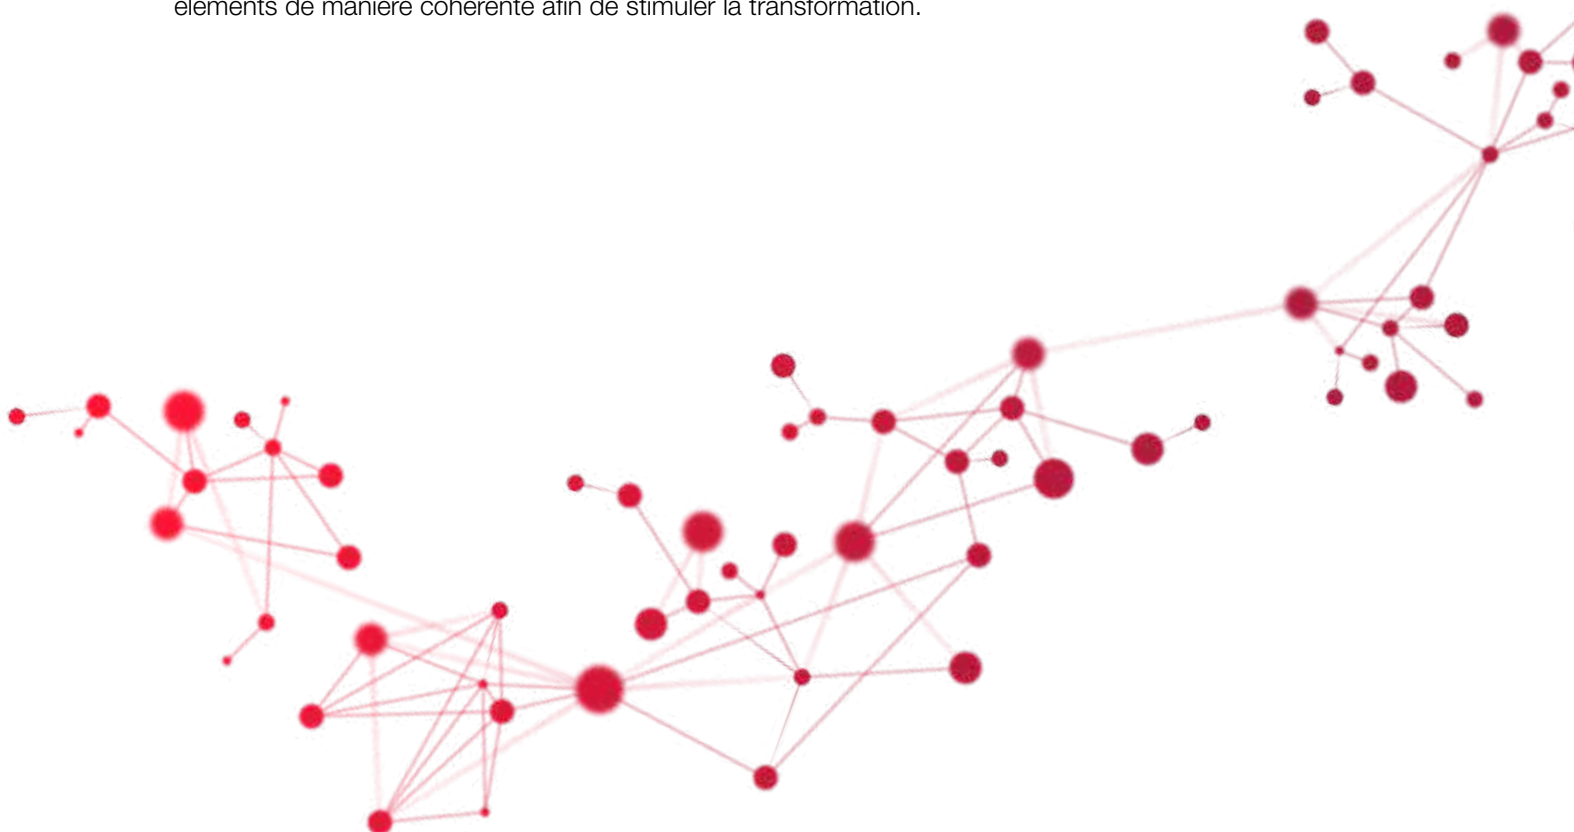 éléments de manière cohérente afin de stimuler la transformation.